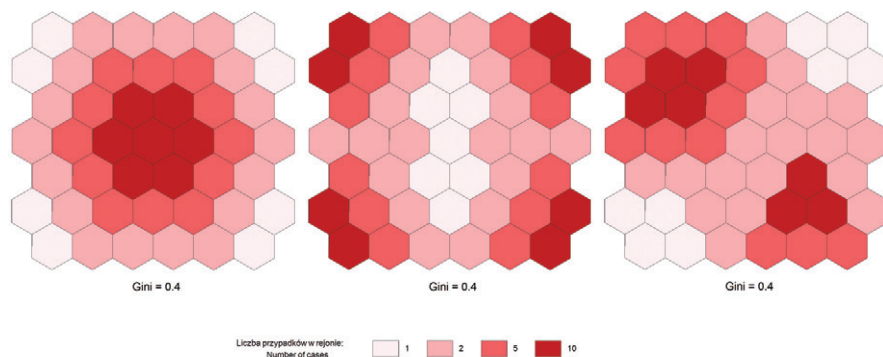 Gini = 0.4
Gini = 0.4
Gini = 0.4
Liczba przypadków w rejonie:
Number of cases
1
2
5
10